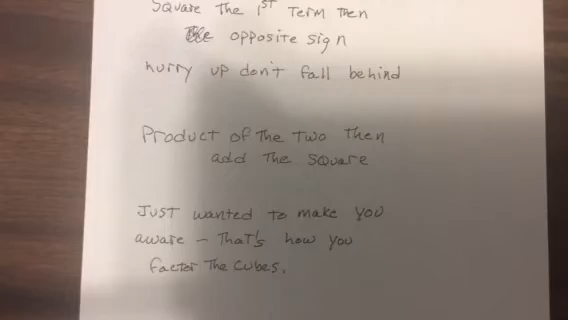 Square the 1ST Term then
the opposite sign
hurry up don't fall behind
Product of the two then
add the square
Just wanted to make you
aware - That's how you
factor the cubes.